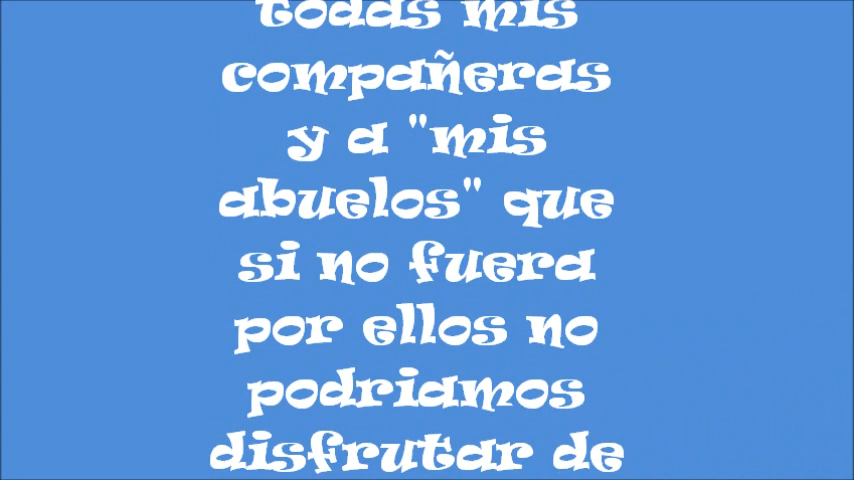 todas mis
compañeras
y a "mis
abuelos" que
si no fuera
por ellos no
podriamos
disfrutar de